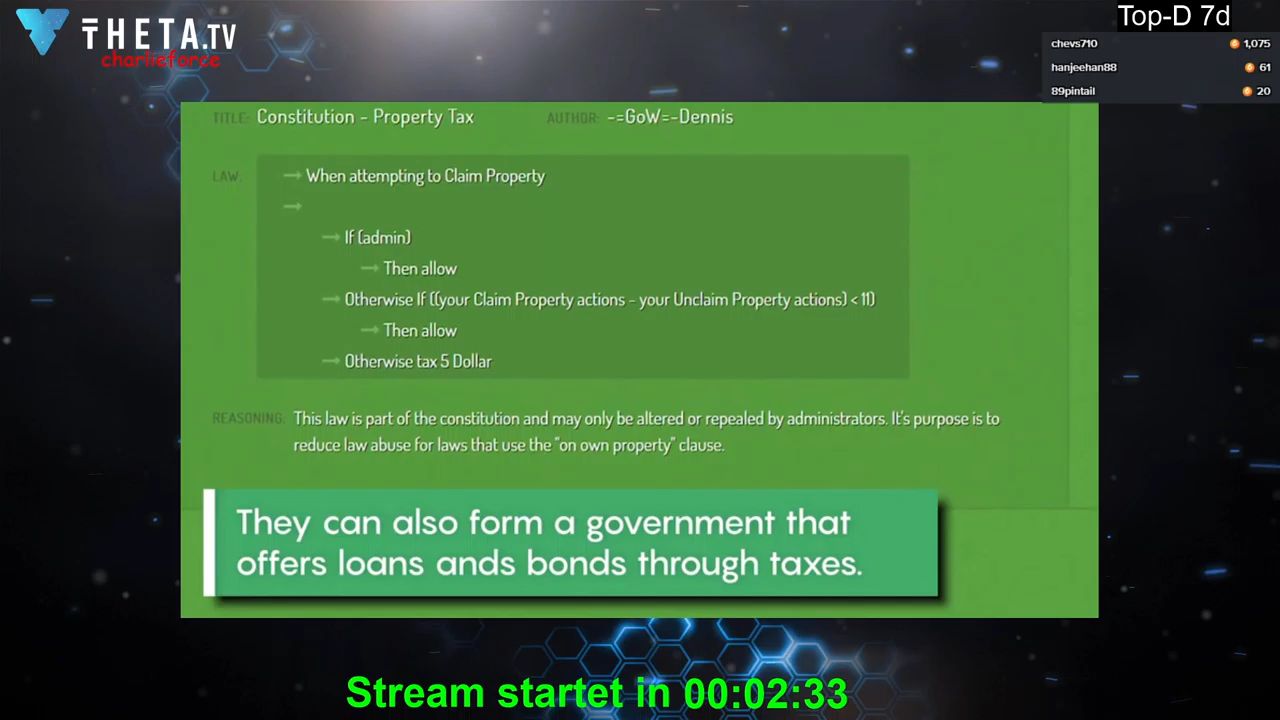 THETA.TV
charlieforce
Top-D 7d
chevs710 1,075
hanjeehan88 61
89pintail 20
TITLE: Constitution - Property Tax AUTHOR: -=GoW=-Dennis
LAW: → When attempting to Claim Property
→
→ If (admin)
→ Then allow
→ Otherwise If ((your Claim Property actions - your Unclaim Property actions) < 11)
→ Then allow
→ Otherwise tax 5 Dollar
REASONING: This law is part of the constitution and may only be altered or repealed by administrators. It's purpose is to
reduce law abuse for laws that use the "on own property" clause.
They can also form a government that
offers loans ands bonds through taxes.
Stream startet in 00:02:33